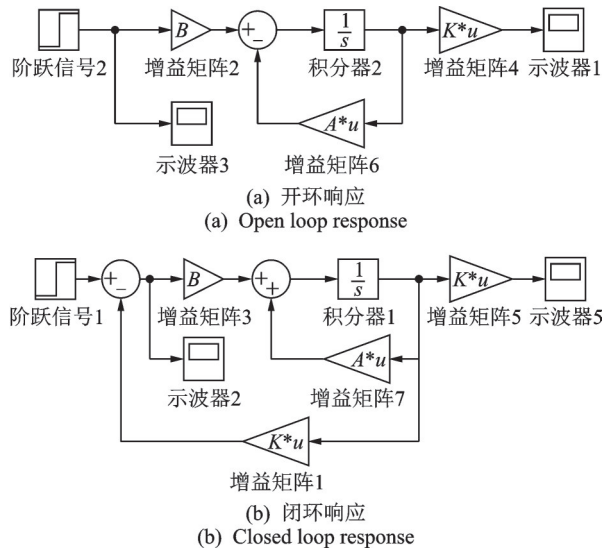 B
+
−
1
s
K*u
阶跃信号2
增益矩阵2
积分器2
增益矩阵4
示波器1
A*u
示波器3
增益矩阵6
(a) 开环响应
(a) Open loop response
+
−
B
+
+
1
s
K*u
阶跃信号1
增益矩阵3
积分器1
增益矩阵5
示波器5
A*u
示波器2
增益矩阵7
K*u
增益矩阵1
(b) 闭环响应
(b) Closed loop response